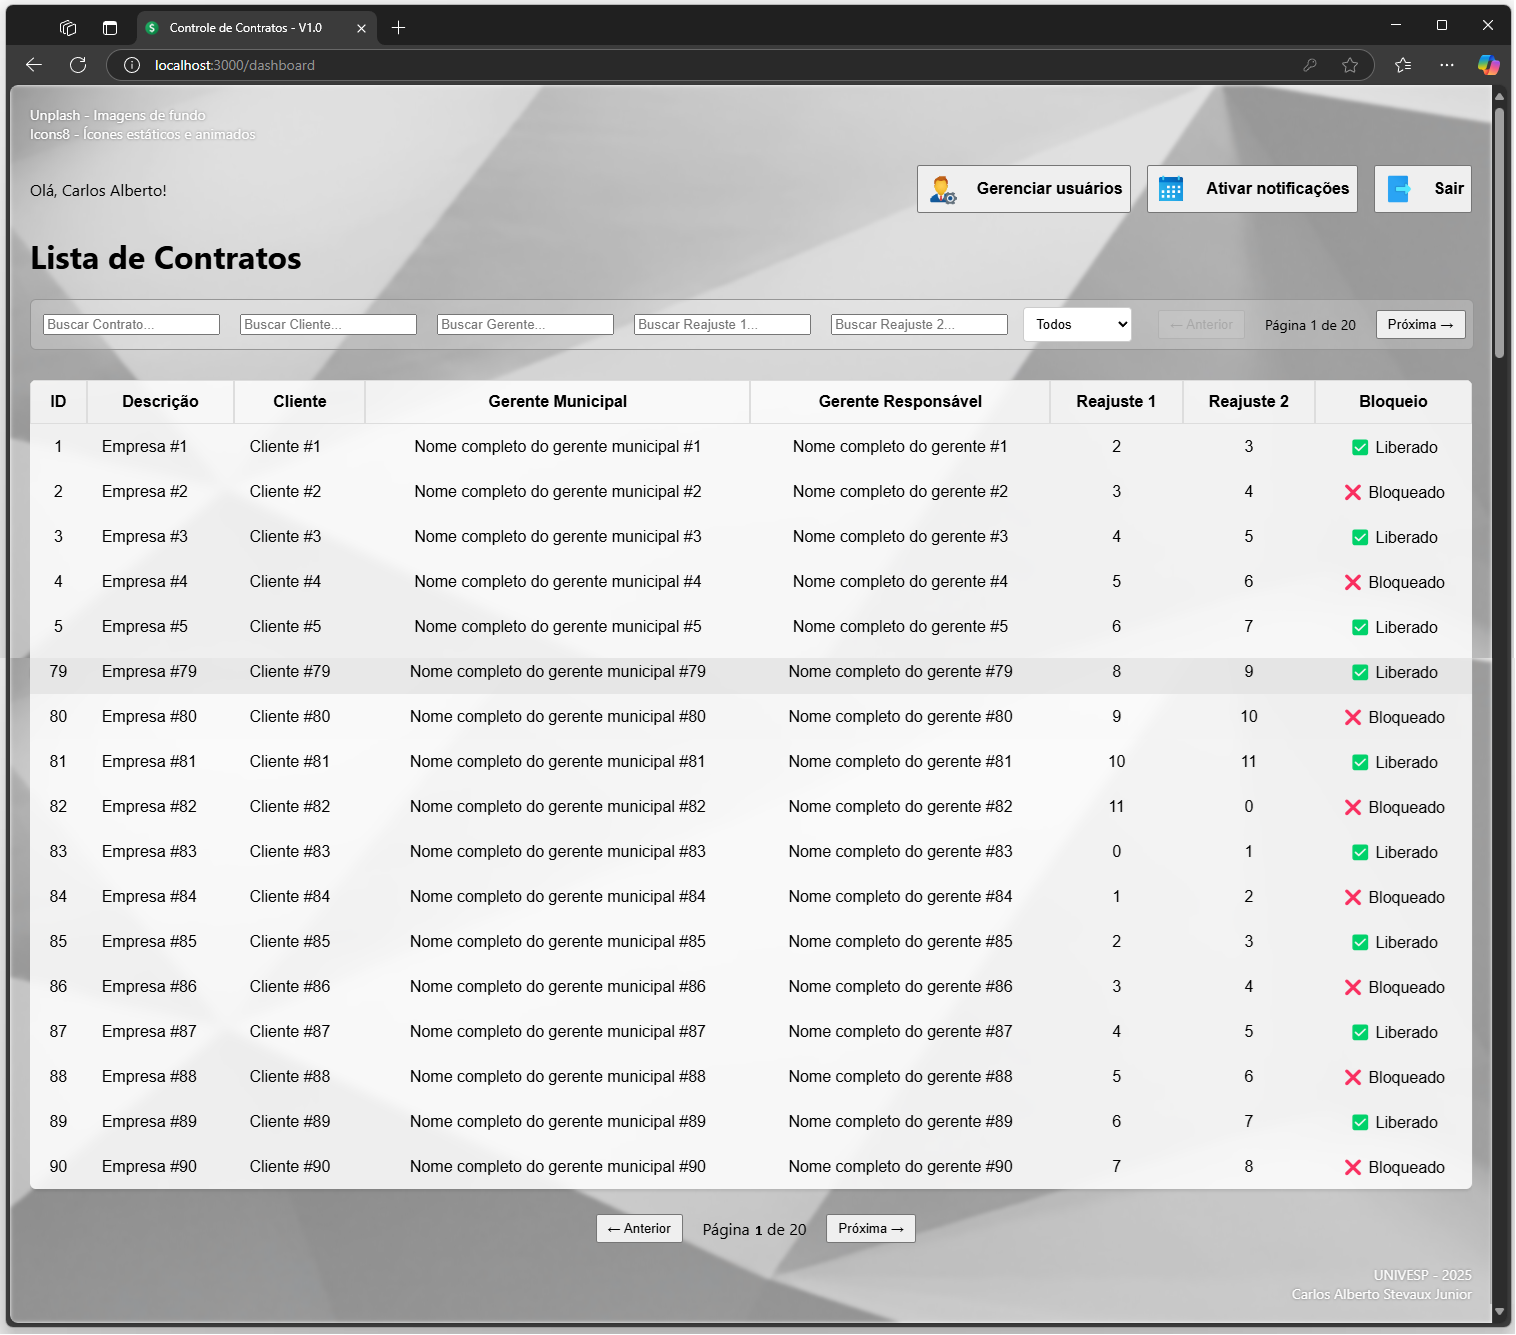 Controle de Contratos - V1.0
localhost:3000/dashboard
Unplash - Imagens de fundo
Icons8 - Ícones estáticos e animados
Olá, Carlos Alberto!
Gerenciar usuários
Ativar notificações
Sair
Lista de Contratos
Buscar Contrato... Buscar Cliente... Buscar Gerente... Buscar Reajuste 1... Buscar Reajuste 2... Todos ← Anterior Página 1 de 20 Próxima →
ID Descrição Cliente Gerente Municipal Gerente Responsável Reajuste 1 Reajuste 2 Bloqueio
1 Empresa #1 Cliente #1 Nome completo do gerente municipal #1 Nome completo do gerente #1 2 3 Liberado
2 Empresa #2 Cliente #2 Nome completo do gerente municipal #2 Nome completo do gerente #2 3 4 Bloqueado
3 Empresa #3 Cliente #3 Nome completo do gerente municipal #3 Nome completo do gerente #3 4 5 Liberado
4 Empresa #4 Cliente #4 Nome completo do gerente municipal #4 Nome completo do gerente #4 5 6 Bloqueado
5 Empresa #5 Cliente #5 Nome completo do gerente municipal #5 Nome completo do gerente #5 6 7 Liberado
79 Empresa #79 Cliente #79 Nome completo do gerente municipal #79 Nome completo do gerente #79 8 9 Liberado
80 Empresa #80 Cliente #80 Nome completo do gerente municipal #80 Nome completo do gerente #80 9 10 Bloqueado
81 Empresa #81 Cliente #81 Nome completo do gerente municipal #81 Nome completo do gerente #81 10 11 Liberado
82 Empresa #82 Cliente #82 Nome completo do gerente municipal #82 Nome completo do gerente #82 11 0 Bloqueado
83 Empresa #83 Cliente #83 Nome completo do gerente municipal #83 Nome completo do gerente #83 0 1 Liberado
84 Empresa #84 Cliente #84 Nome completo do gerente municipal #84 Nome completo do gerente #84 1 2 Bloqueado
85 Empresa #85 Cliente #85 Nome completo do gerente municipal #85 Nome completo do gerente #85 2 3 Liberado
86 Empresa #86 Cliente #86 Nome completo do gerente municipal #86 Nome completo do gerente #86 3 4 Bloqueado
87 Empresa #87 Cliente #87 Nome completo do gerente municipal #87 Nome completo do gerente #87 4 5 Liberado
88 Empresa #88 Cliente #88 Nome completo do gerente municipal #88 Nome completo do gerente #88 5 6 Bloqueado
89 Empresa #89 Cliente #89 Nome completo do gerente municipal #89 Nome completo do gerente #89 6 7 Liberado
90 Empresa #90 Cliente #90 Nome completo do gerente municipal #90 Nome completo do gerente #90 7 8 Bloqueado
← Anterior Página 1 de 20 Próxima →
UNIVESP - 2025
Carlos Alberto Stevaux Junior